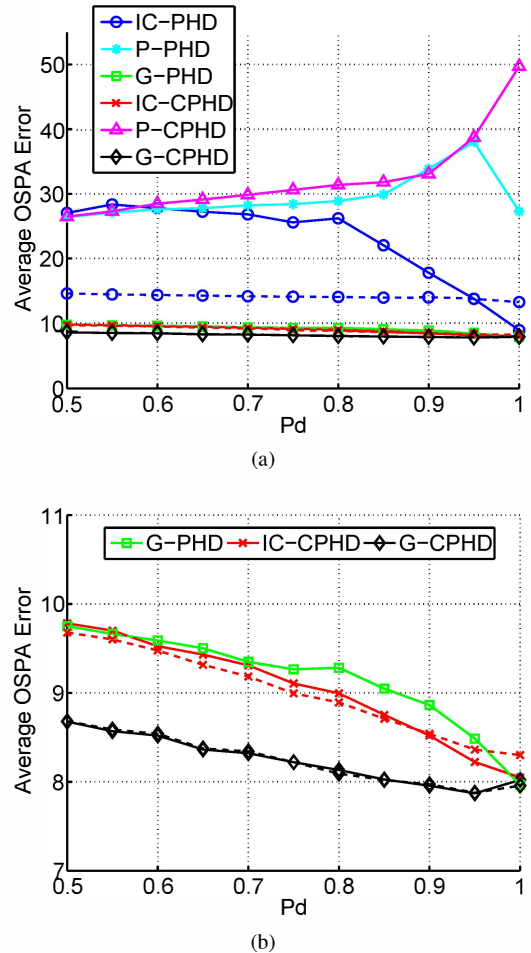 IC-PHD
P-PHD
G-PHD
IC-CPHD
P-CPHD
G-CPHD
50
40
30
20
10
0
Average OSPA Error
0.5 0.6 0.7 0.8 0.9 1
Pd
(a)
11
10
9
8
7
Average OSPA Error
G-PHD IC-CPHD G-CPHD
0.5 0.6 0.7 0.8 0.9 1
Pd
(b)